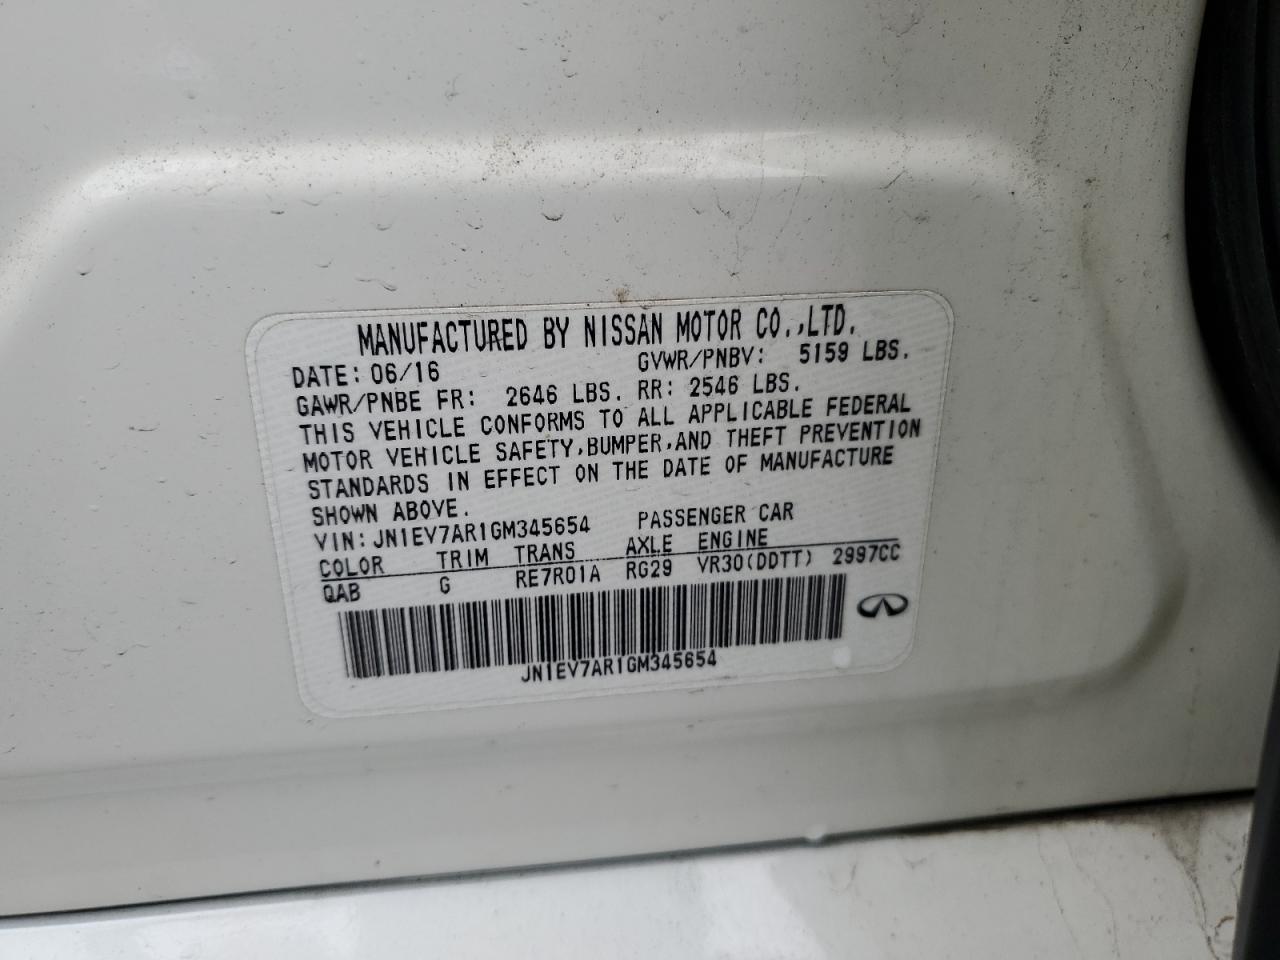 MANUFACTURED BY NISSAN MOTOR CO.,LTD.
DATE: 06/16 GVWR/PNBV: 5159 LBS.
GAWR/PNBE FR: 2646 LBS. RR: 2546 LBS.
THIS VEHICLE CONFORMS TO ALL APPLICABLE FEDERAL
MOTOR VEHICLE SAFETY,BUMPER,AND THEFT PREVENTION
STANDARDS IN EFFECT ON THE DATE OF MANUFACTURE
SHOWN ABOVE.
VIN: JN1EV7AR1GM345654 PASSENGER CAR
COLOR TRIM TRANS AXLE ENGINE
QAB G RE7R01A RG29 VR30(DDTT) 2997CC
JN1EV7AR1GM345654